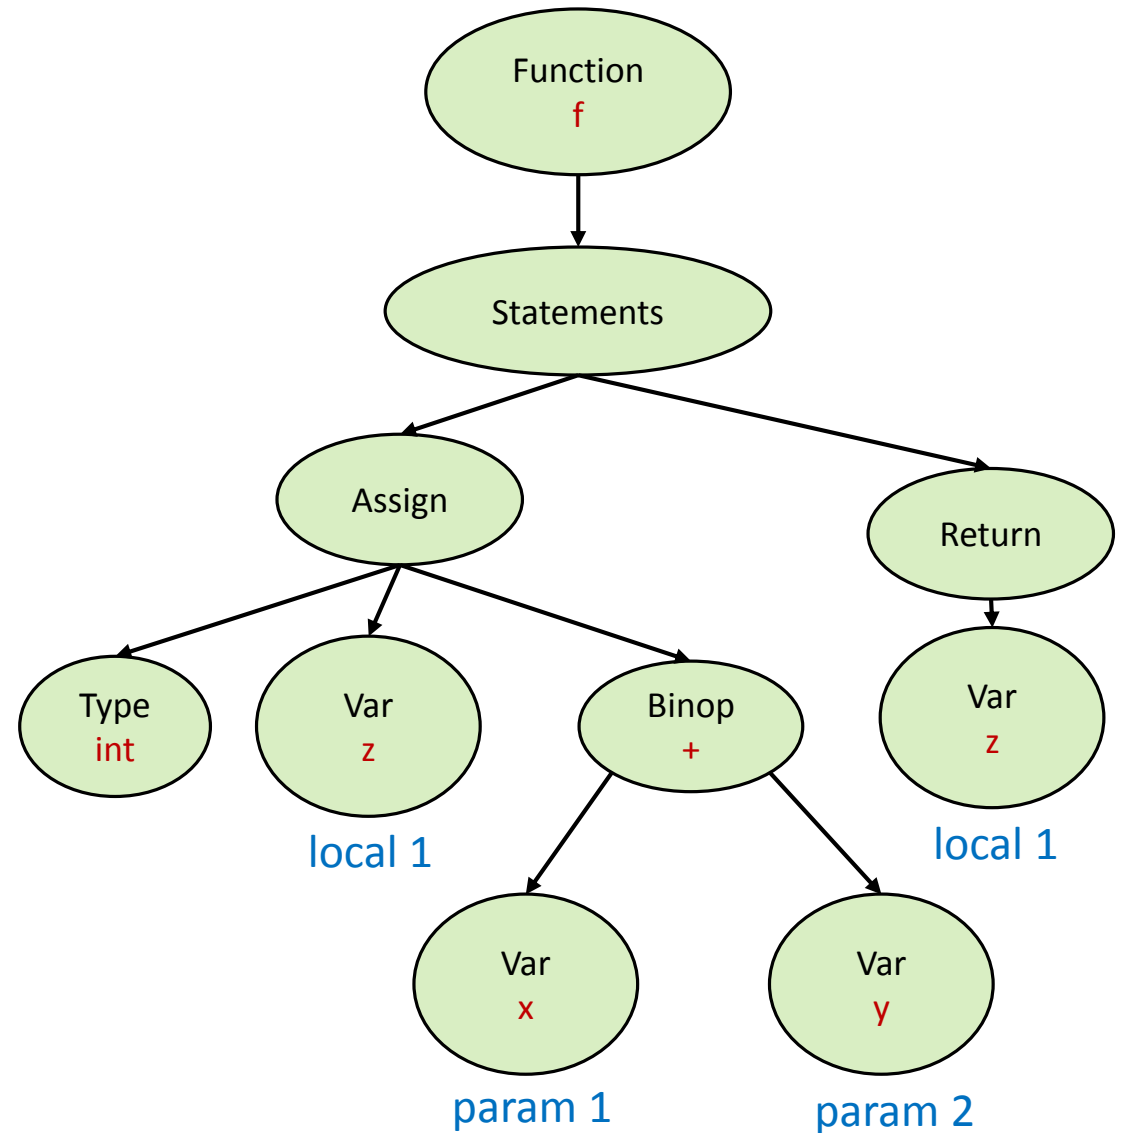 Function
f
Statements
Assign
Return
Type
int
Var
z
Binop
+
Var
z
local 1
local 1
Var
x
Var
y
param 1
param 2